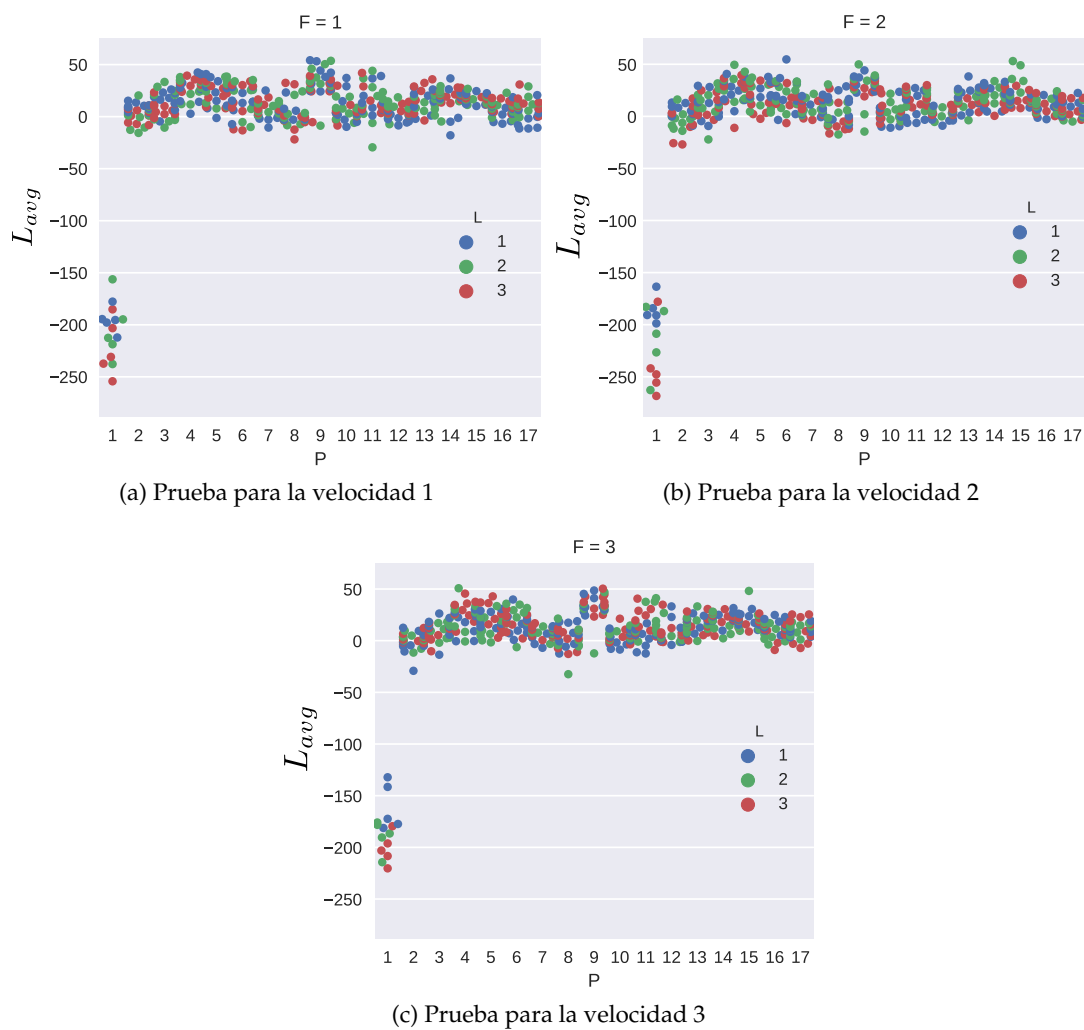 F = 1
50
0
−50
−100
−150
−200
−250
L_avg
L
1
2
3
1 2 3 4 5 6 7 8 9 10 11 12 13 14 15 16 17
P
(a) Prueba para la velocidad 1
F = 2
50
0
−50
−100
−150
−200
−250
L_avg
L
1
2
3
1 2 3 4 5 6 7 8 9 10 11 12 13 14 15 16 17
P
(b) Prueba para la velocidad 2
F = 3
50
0
−50
−100
−150
−200
−250
L_avg
L
1
2
3
1 2 3 4 5 6 7 8 9 10 11 12 13 14 15 16 17
P
(c) Prueba para la velocidad 3